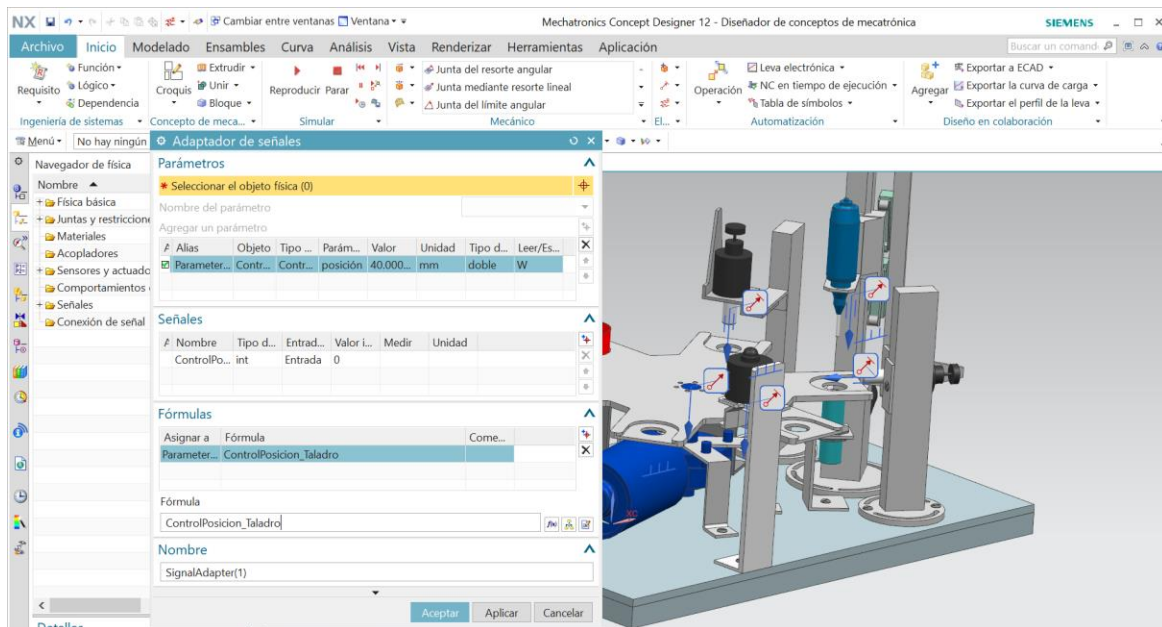 NX Cambiar entre ventanas Ventana Mechatronics Concept Designer 12 - Diseñador de conceptos de mecatrónica SIEMENS
Archivo Inicio Modelado Ensambles Curva Análisis Vista Renderizar Herramientas Aplicación Buscar un comand
Función Extrudir Junta del resorte angular Leva electrónica Exportar a ECAD
Lógico Unir Junta mediante resorte lineal NC en tiempo de ejecución Exportar la curva de carga
Requisito Dependencia Croquis Bloque Reproducir Parar Junta del límite angular Operación Tabla de símbolos Agregar Exportar el perfil de la leva
Ingeniería de sistemas Concepto de meca... Simular Mecánico El... Automatización Diseño en colaboración
Menú No hay ningún Adaptador de señales
Navegador de física
Nombre
Física básica
Juntas y restriccione
Materiales
Acopladores
Sensores y actuado
Comportamientos
Señales
Conexión de señal
Parámetros
* Seleccionar el objeto física (0)
Nombre del parámetro
Agregar un parámetro
Alias Objeto Tipo ... Parám... Valor Unidad Tipo d... Leer/Es...
Parameter... Contr... Contr... posición 40.000... mm doble W
Señales
Nombre Tipo d... Entrad... Valor i... Medir Unidad
ControlPo... int Entrada 0
Fórmulas
Asignar a Fórmula Come...
Parameter... ControlPosicion_Taladro
Fórmula
ControlPosicion_Taladro
Nombre
SignalAdapter(1)
Aceptar Aplicar Cancelar
XC